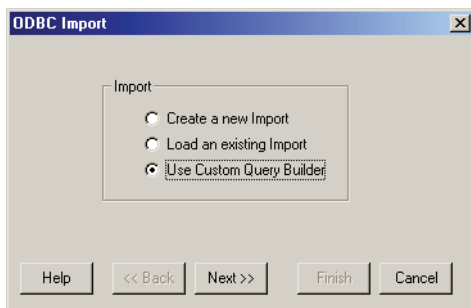 ODBC Import
Import
Create a new Import
Load an existing Import
Use Custom Query Builder
Help << Back Next >> Finish Cancel